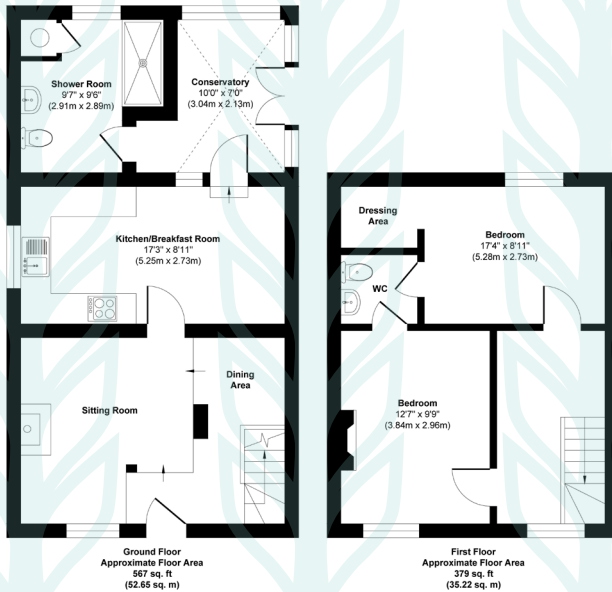 Shower Room
9'7" x 9'6"
(2.91m x 2.89m)
Conservatory
10'0" x 7'0"
(3.04m x 2.13m)
Kitchen/Breakfast Room
17'3" x 8'11"
(5.25m x 2.73m)
Sitting Room
Dining
Area
Ground Floor
Approximate Floor Area
567 sq. ft
(52.65 sq. m)
Dressing
Area
Bedroom
17'4" x 8'11"
(5.28m x 2.73m)
WC
Bedroom
12'7" x 9'9"
(3.84m x 2.96m)
First Floor
Approximate Floor Area
379 sq. ft
(35.22 sq. m)